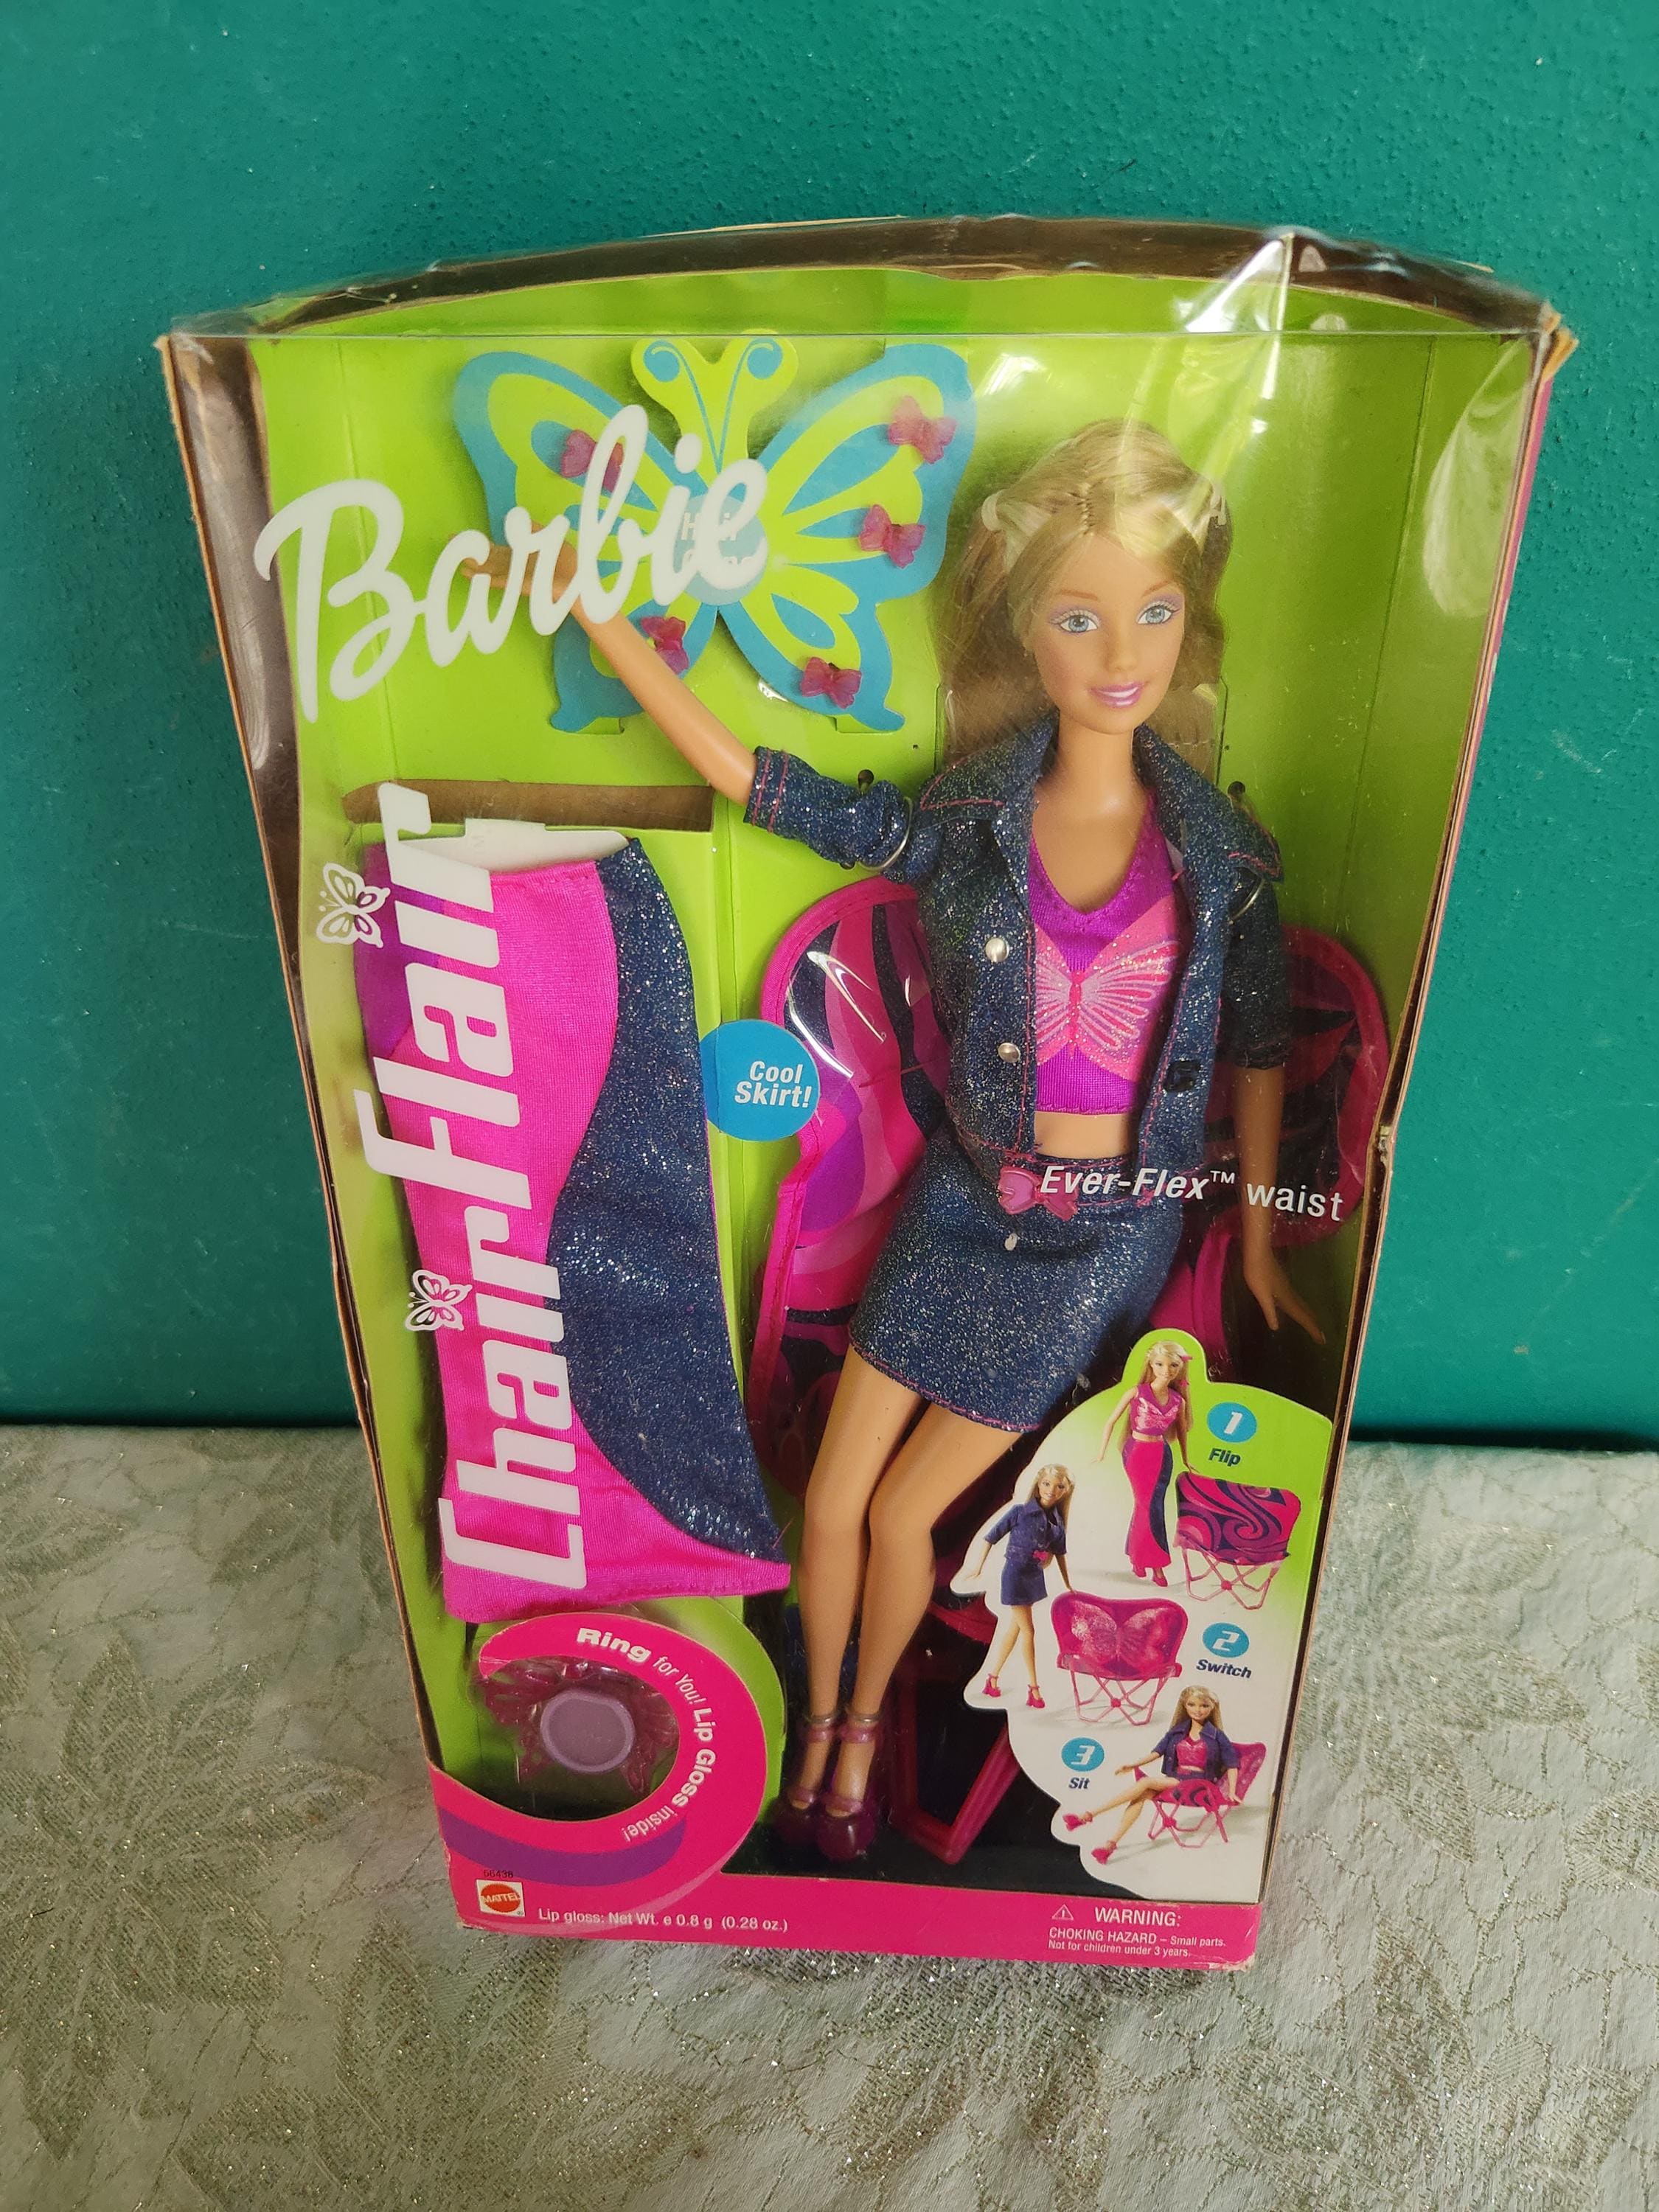 Barbie
Chair Flair
Cool
Skirt!
Ever-Flex™ waist
1
Flip
2
Switch
3
Sit
Ring for You! Lip Gloss inside!
56438
MATTEL
Lip gloss: Net Wt. e 0.8 g (0.28 oz.)
⚠ WARNING:
CHOKING HAZARD – Small parts.
Not for children under 3 years.